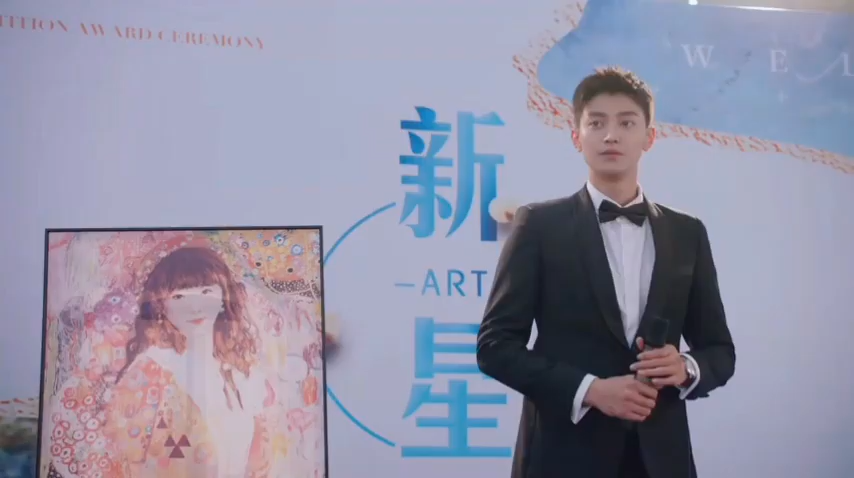 ITION AWARD CEREMONY
W E L
新
—ART
星